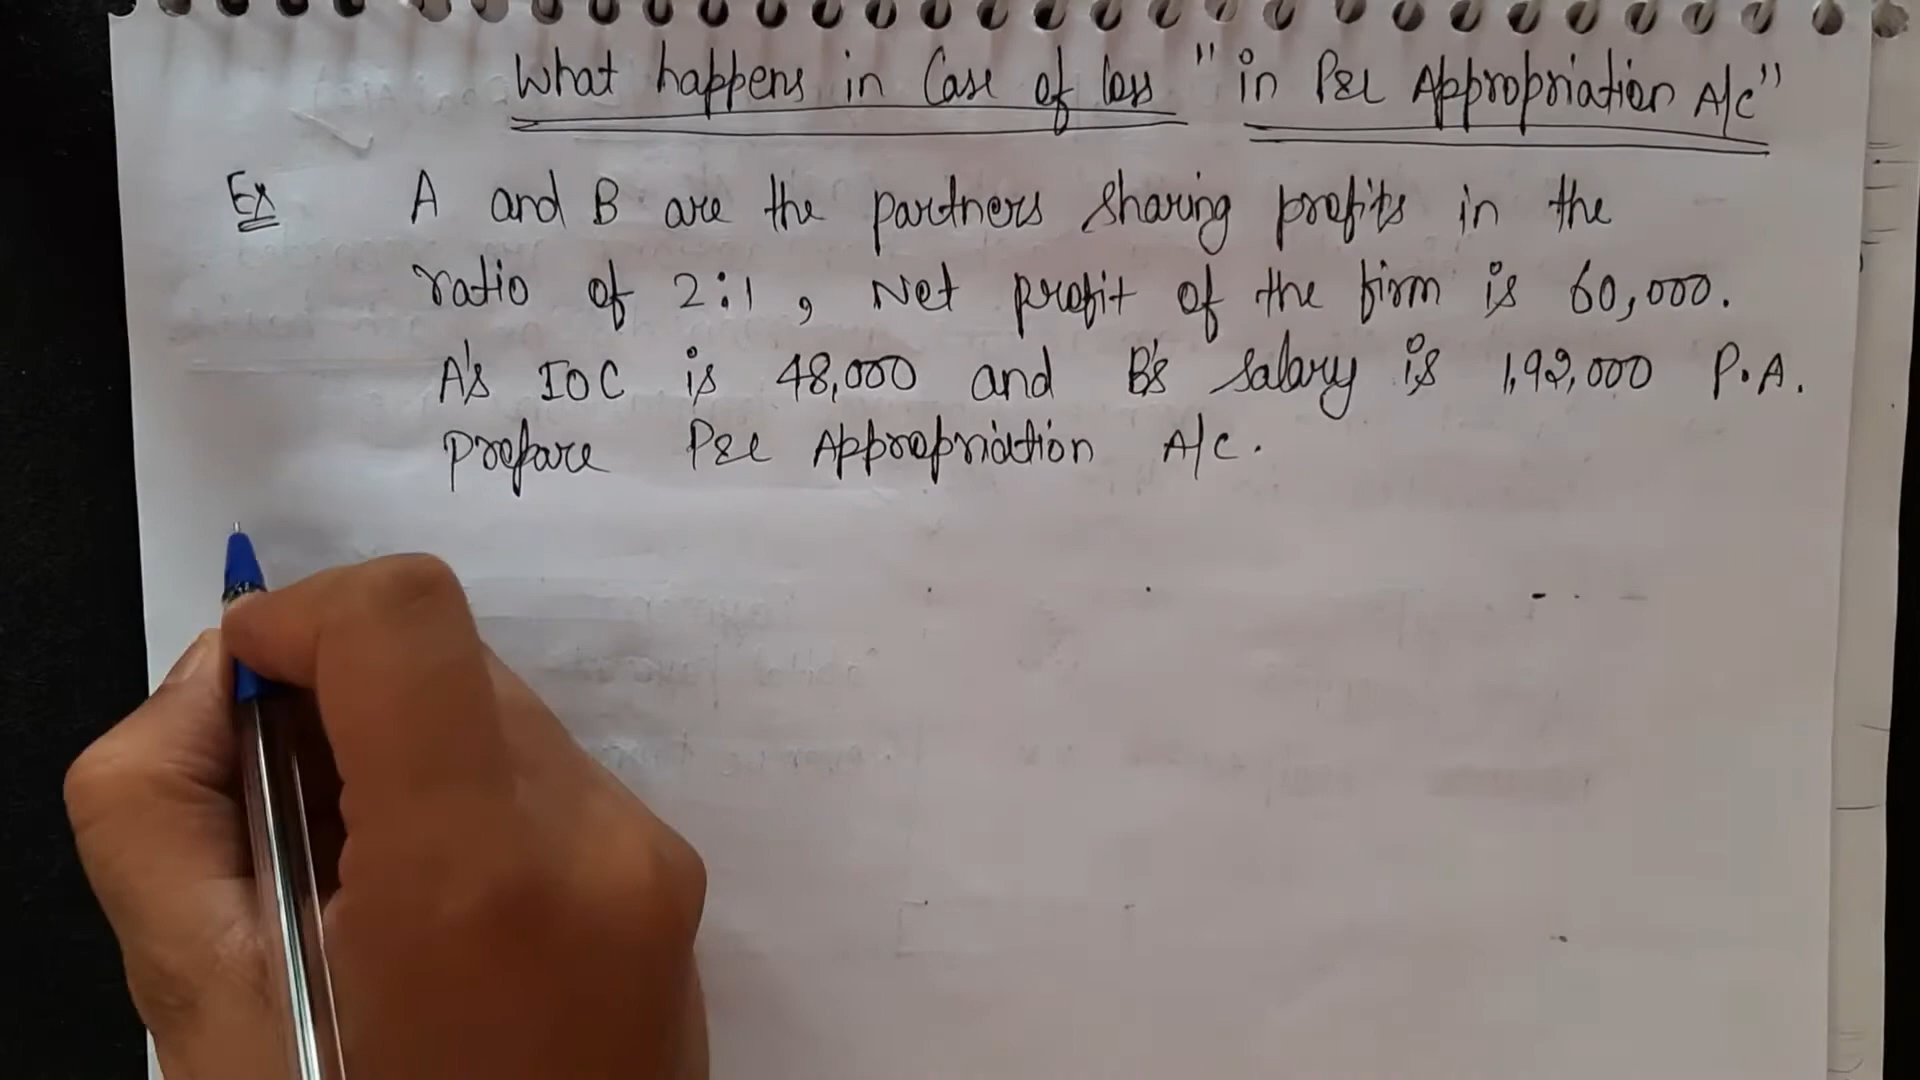 What happens in Case of loss "in P&L Appropriation A/c"
Ex A and B are the partners sharing profits in the
ratio of 2:1, Net profit of the firm is 60,000.
A's IOC is 48,000 and B's salary is 1,92,000 P.A.
prepare P&L Appropriation A/c.